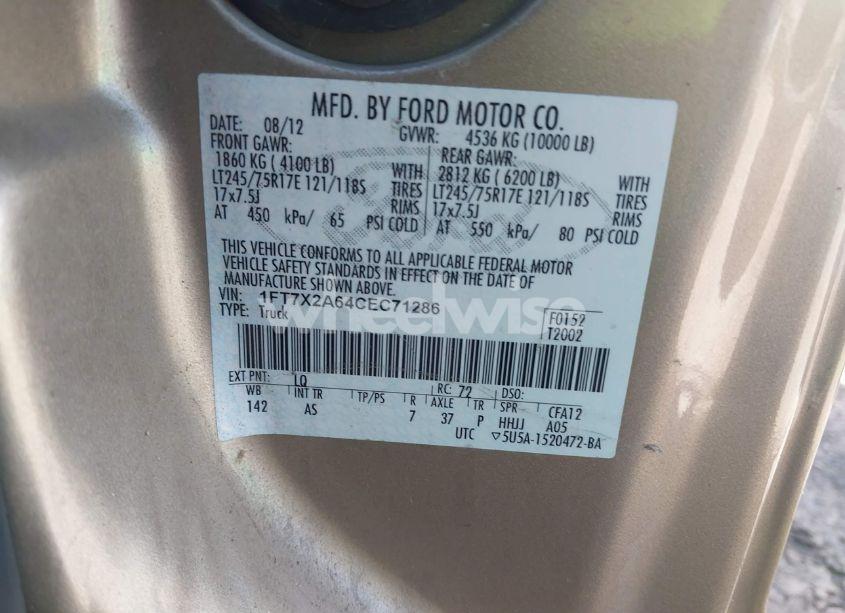 MFD. BY FORD MOTOR CO.
DATE: 08/12 GVWR: 4536 KG (10000 LB)
FRONT GAWR: REAR GAWR:
1860 KG ( 4100 LB) WITH 2812 KG ( 6200 LB) WITH
LT245/75R17E 121/118S TIRES LT245/75R17E 121/118S TIRES
17x7.5J RIMS 17x7.5J RIMS
AT 450 kPa/ 65 PSI COLD AT 550 kPa/ 80 PSI COLD
THIS VEHICLE CONFORMS TO ALL APPLICABLE FEDERAL MOTOR
VEHICLE SAFETY STANDARDS IN EFFECT ON THE DATE OF
MANUFACTURE SHOWN ABOVE.
VIN: 1FT7X2A64CEC71286
TYPE: Truck
F0152
T2002
wheelwise
EXT PNT: LQ RC: 72 DSO:
WB INT TR TP/PS R AXLE TR SPR CFA12
142 AS 7 37 P HHJJ A05
UTC ▽5U5A-1520472-BA